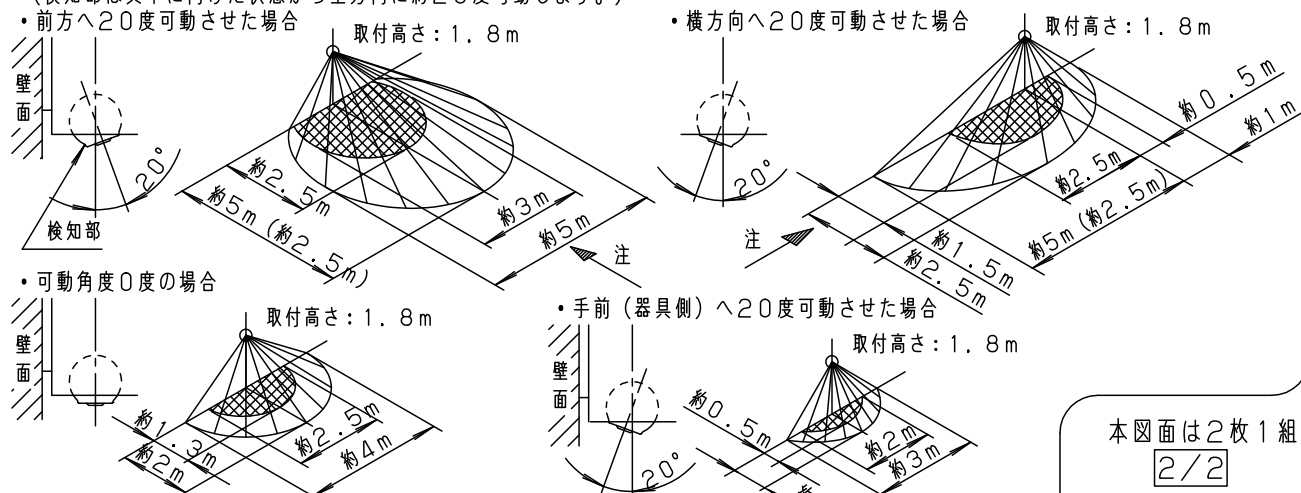 ・前方へ20度可動させた場合
取付高さ：1．8m
壁面
20°
検知部
約2．5m
約5m（約2．5m）
約3m
約5m
注
・横方向へ20度可動させた場合
取付高さ：1．8m
20°
約0．5m
約1m
約2．5m
約5m（約2．5m）
約1．5m
約2．5m
注
・可動角度0度の場合
取付高さ：1．8m
壁面
約1．3m
約2m
約2．5m
約4m
・手前（器具側）へ20度可動させた場合
取付高さ：1．8m
壁面
20°
約0．5m
約2m
約3m
本図面は2枚1組
2/2